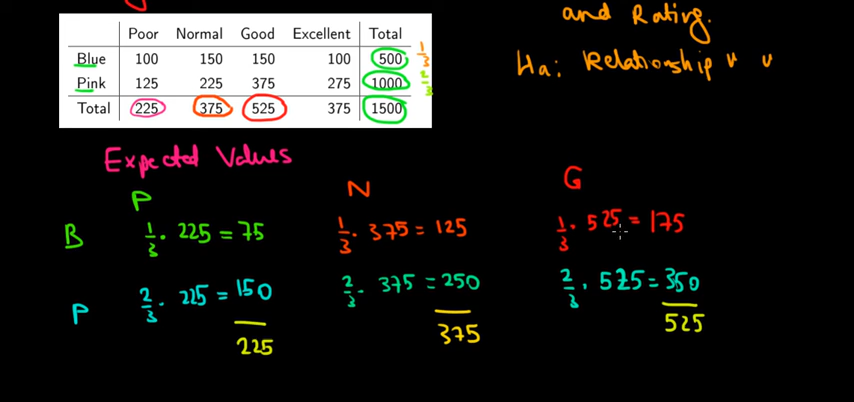 and Rating.
Poor Normal Good Excellent Total
Blue 100 150 150 100 500 1/3
Pink 125 225 375 275 1000 2/3
Total 225 375 525 375 1500
Ha: Relationship
Expected Values
P N G
B 1/3 · 225 = 75 1/3 · 375 = 125 1/3 · 525 = 175
P 2/3 · 225 = 150 2/3 · 375 = 250 2/3 · 525 = 350
225 375 525